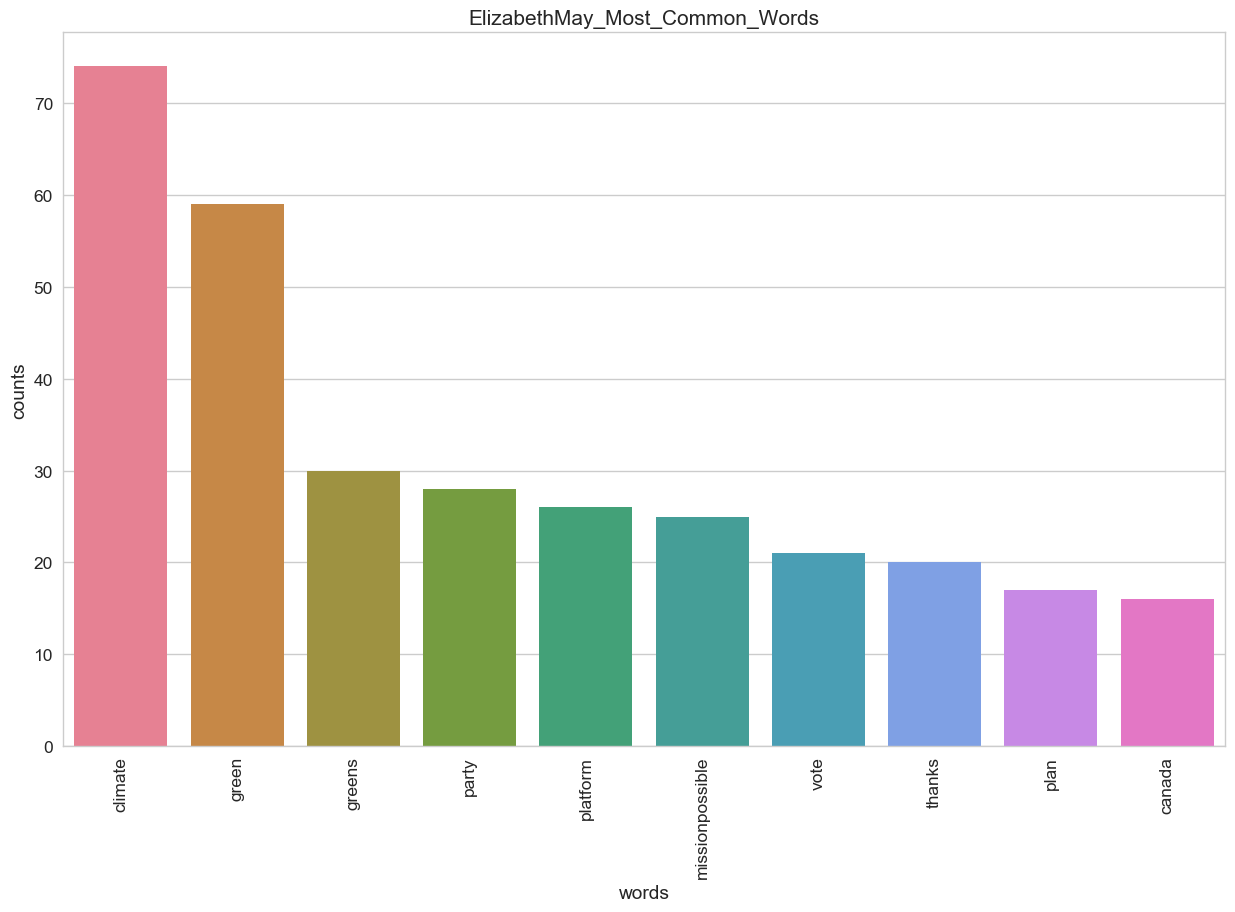 ElizabethMay_Most_Common_Words
70
60
50
40
30
20
10
0
counts
climate
green
greens
party
platform
missionpossible
vote
thanks
plan
canada
words